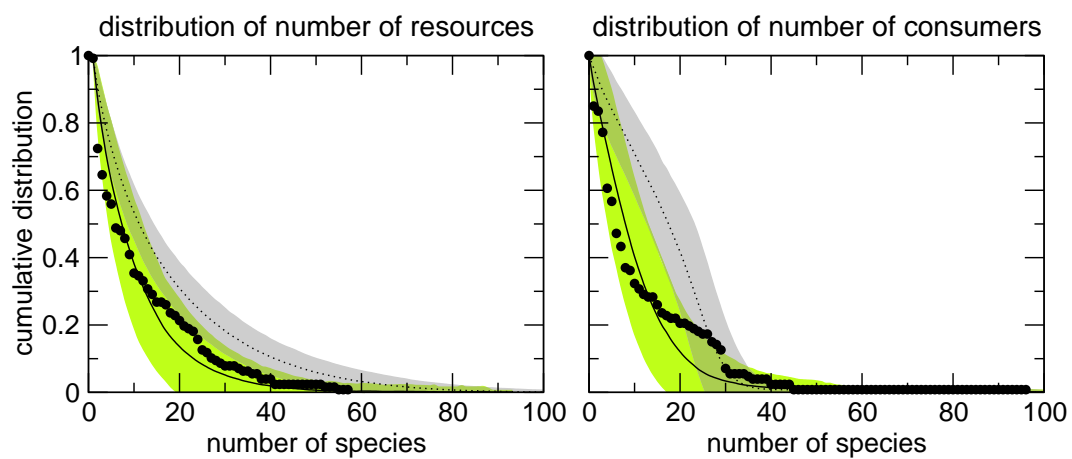 distribution of number of resources
distribution of number of consumers
cumulative distribution
1
0.8
0.6
0.4
0.2
0
0 20 40 60 80 100
0 20 40 60 80 100
number of species
number of species